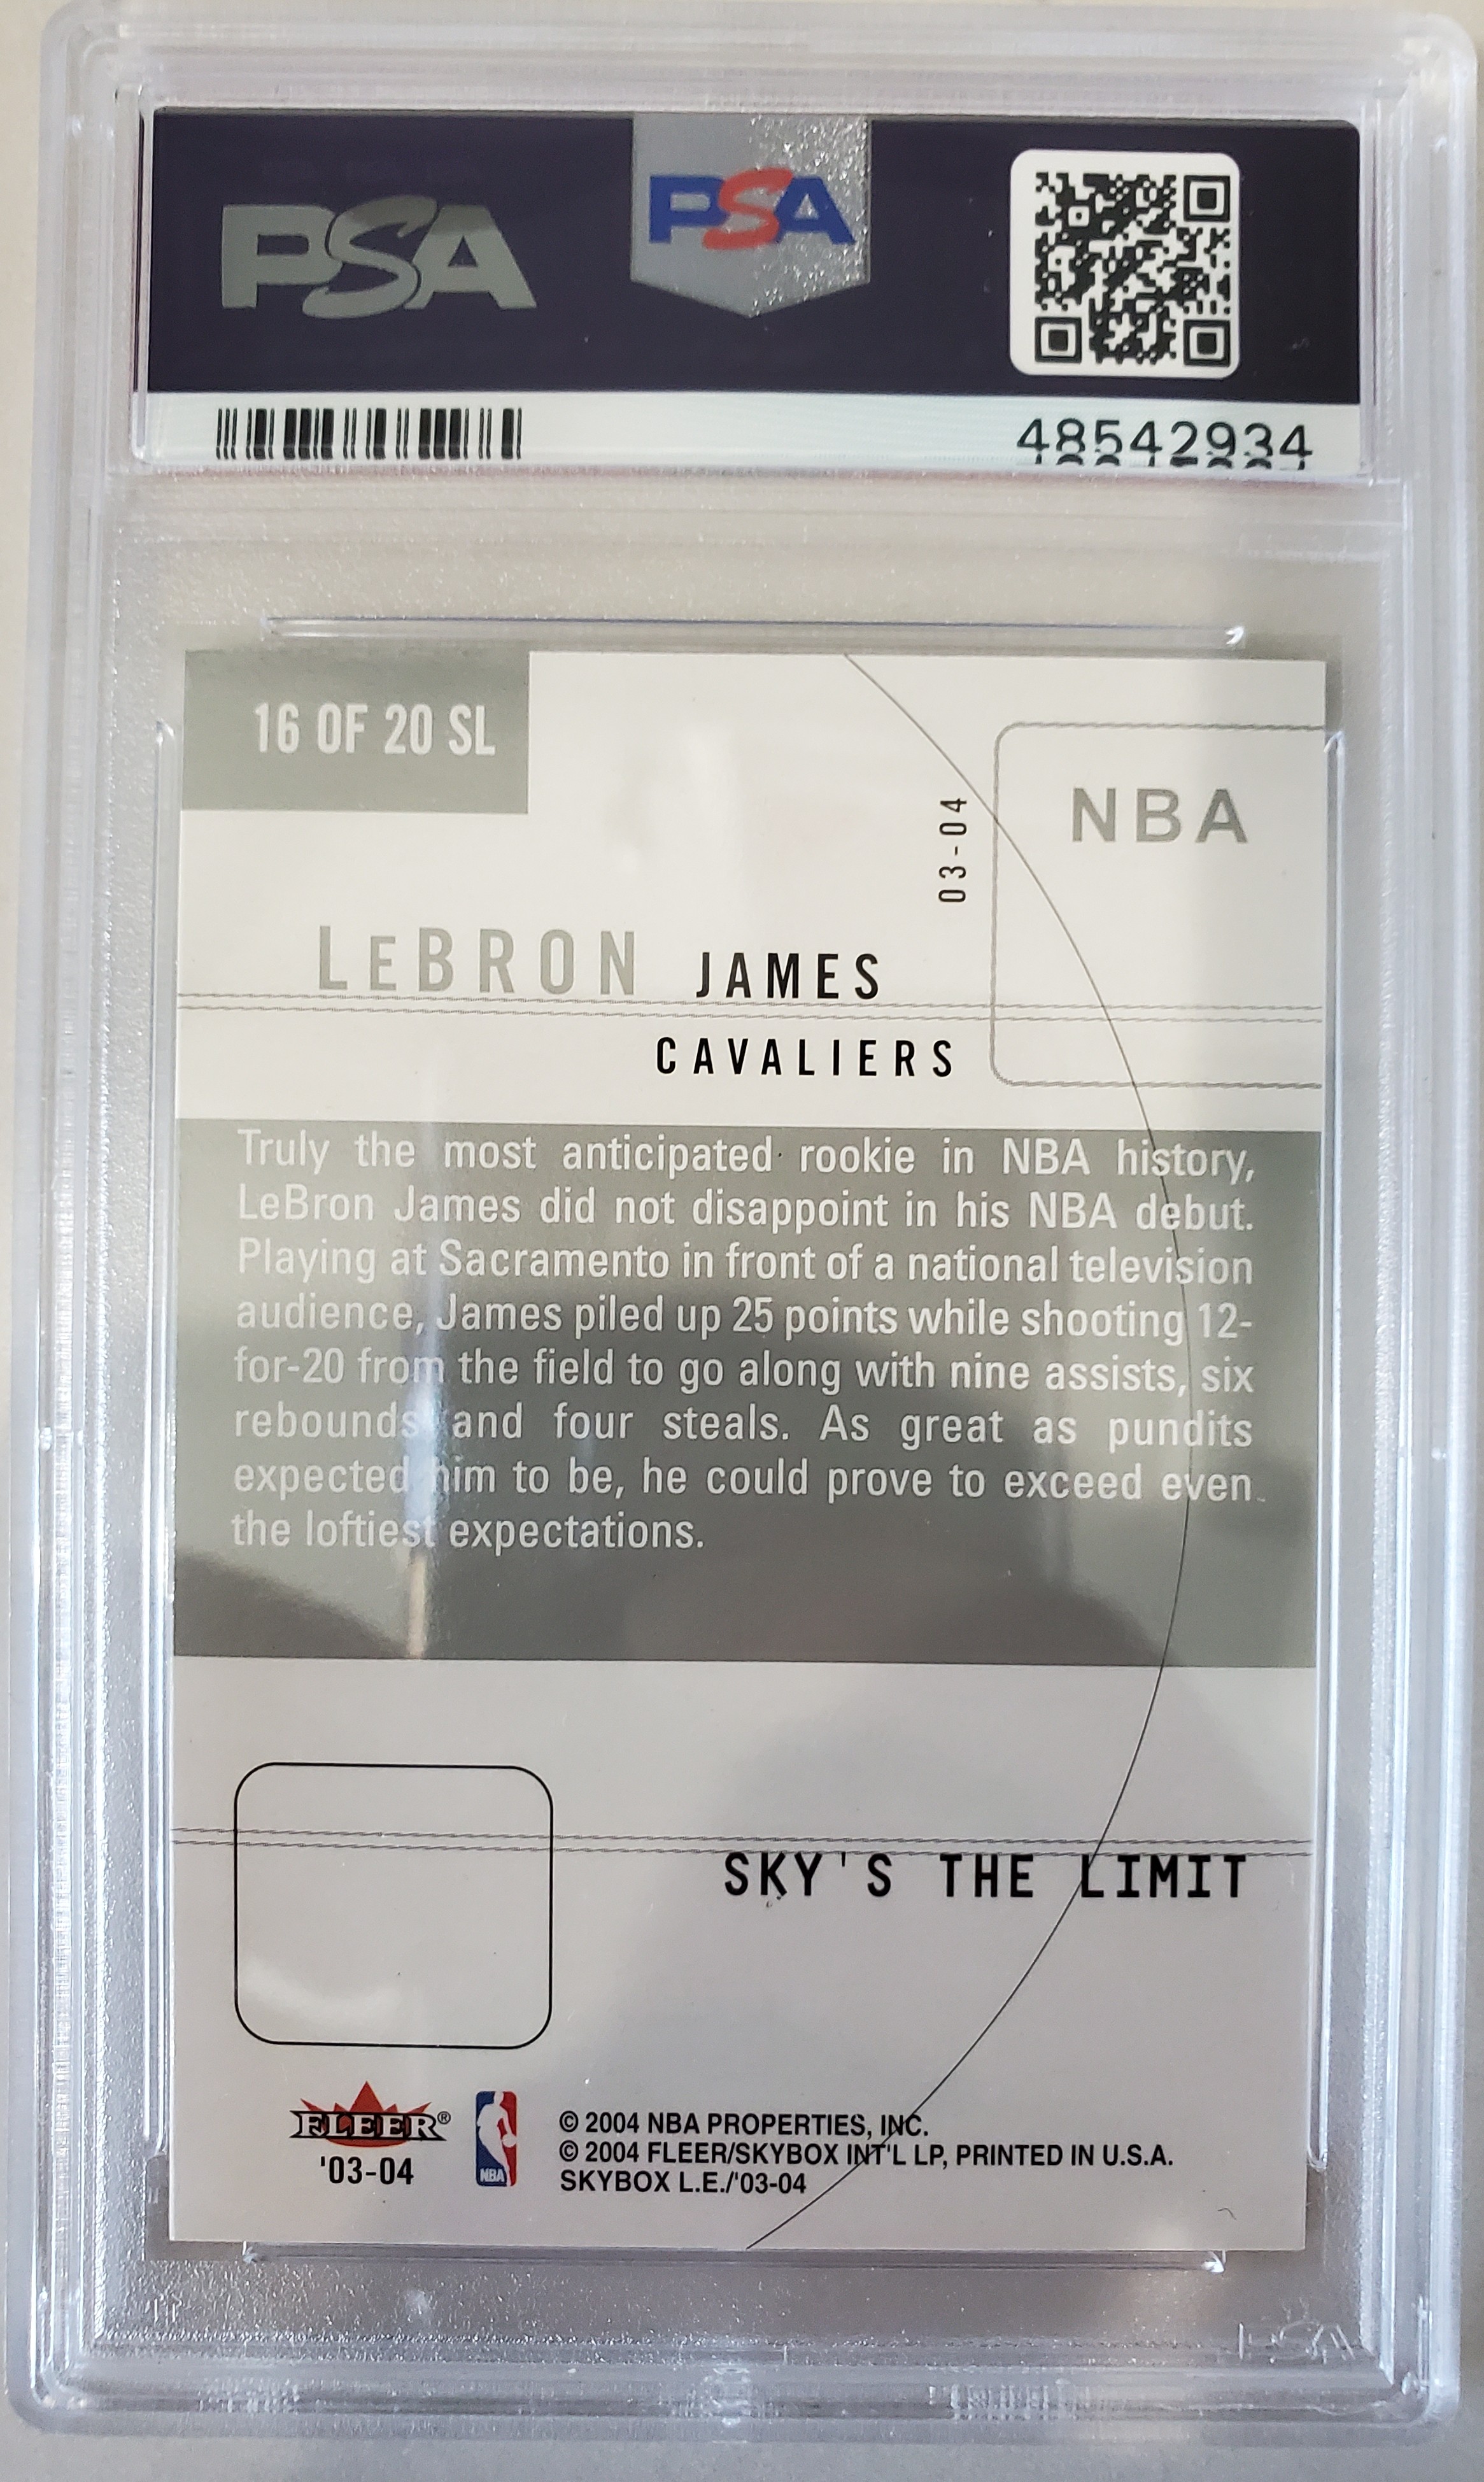 PSA
PSA
48542934
16 OF 20 SL
NBA
03-04
LeBRON JAMES
CAVALIERS
Truly the most anticipated rookie in NBA history,
LeBron James did not disappoint in his NBA debut.
Playing at Sacramento in front of a national television
audience, James piled up 25 points while shooting 12-
for-20 from the field to go along with nine assists, six
rebounds and four steals. As great as pundits
expected him to be, he could prove to exceed even
the loftiest expectations.
SKY'S THE LIMIT
FLEER®
'03-04
NBA
© 2004 NBA PROPERTIES, INC.
© 2004 FLEER/SKYBOX INT'L LP, PRINTED IN U.S.A.
SKYBOX L.E./'03-04
PSA